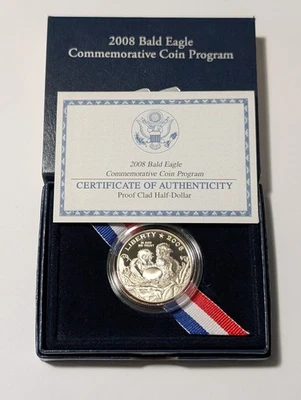 2008 Bald Eagle
Commemorative Coin Program
2008 Bald Eagle
Commemorative Coin Program
CERTIFICATE OF AUTHENTICITY
Proof Clad Half-Dollar
LIBERTY 2008
IN GOD
WE TRUST